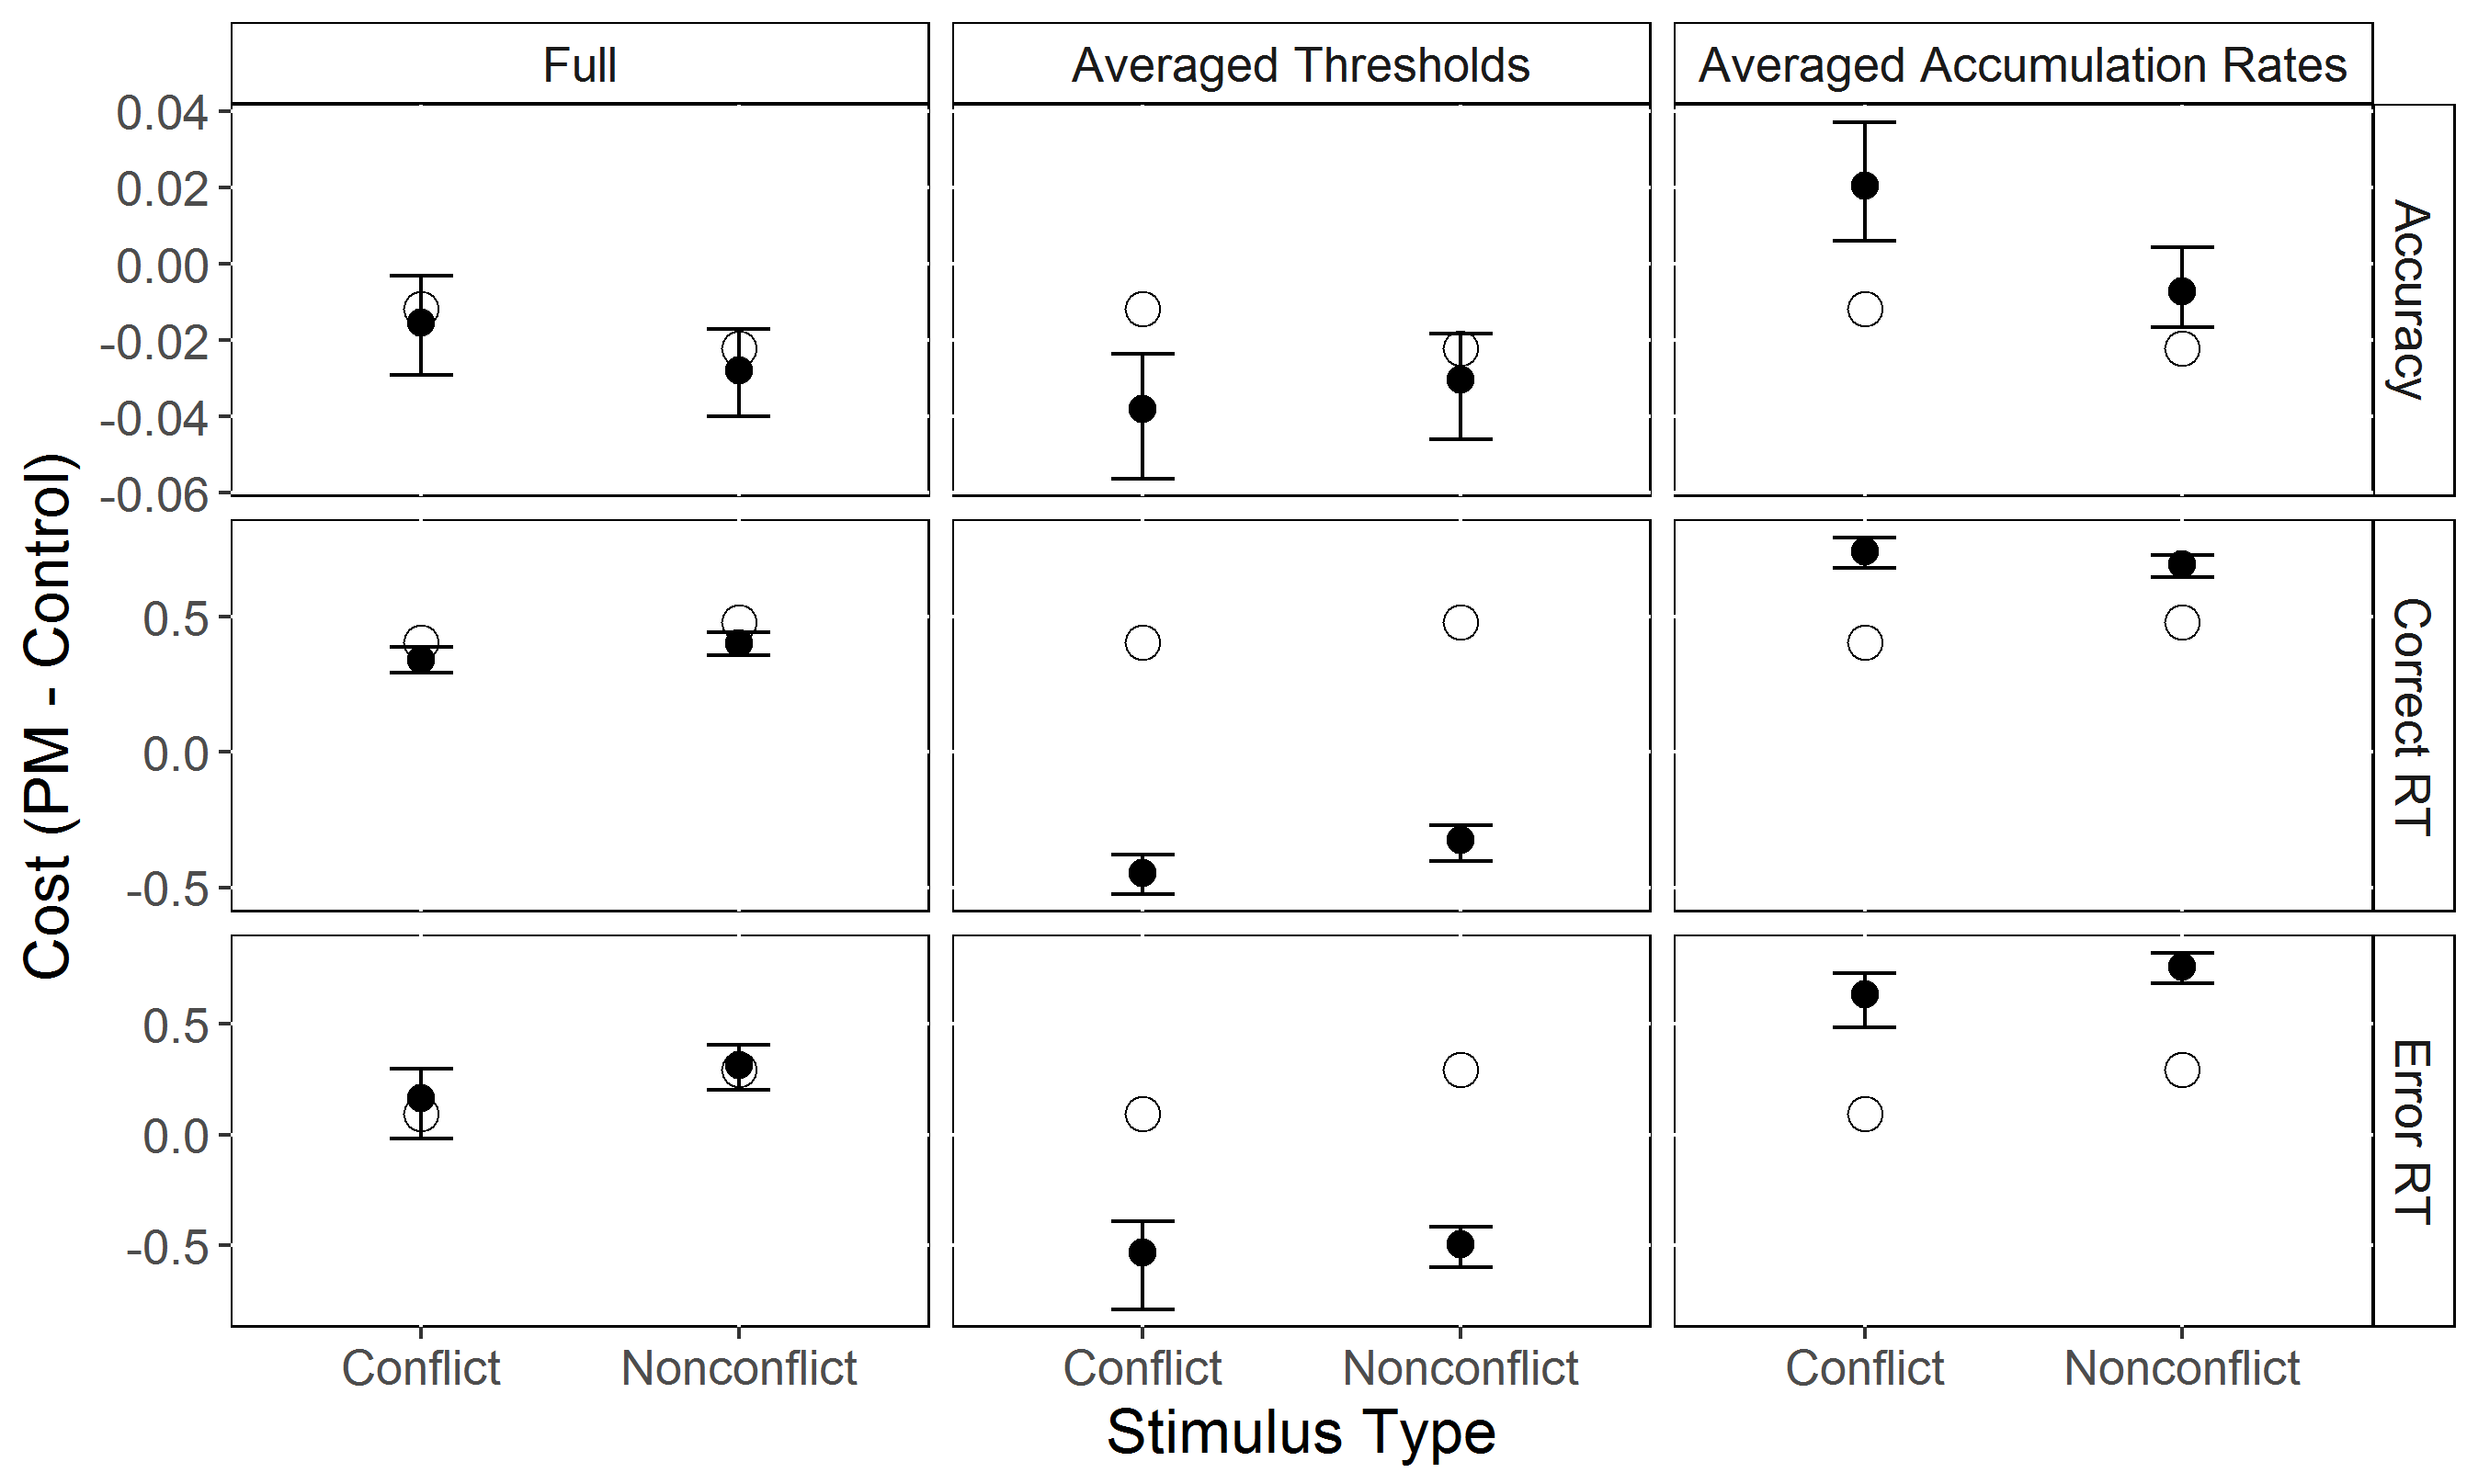 Full
Averaged Thresholds
Averaged Accumulation Rates
Cost (PM - Control)
0.04
0.02
0.00
-0.02
-0.04
-0.06
Accuracy
0.5
0.0
-0.5
Correct RT
0.5
0.0
-0.5
Error RT
Conflict Nonconflict
Conflict Nonconflict
Conflict Nonconflict
Stimulus Type